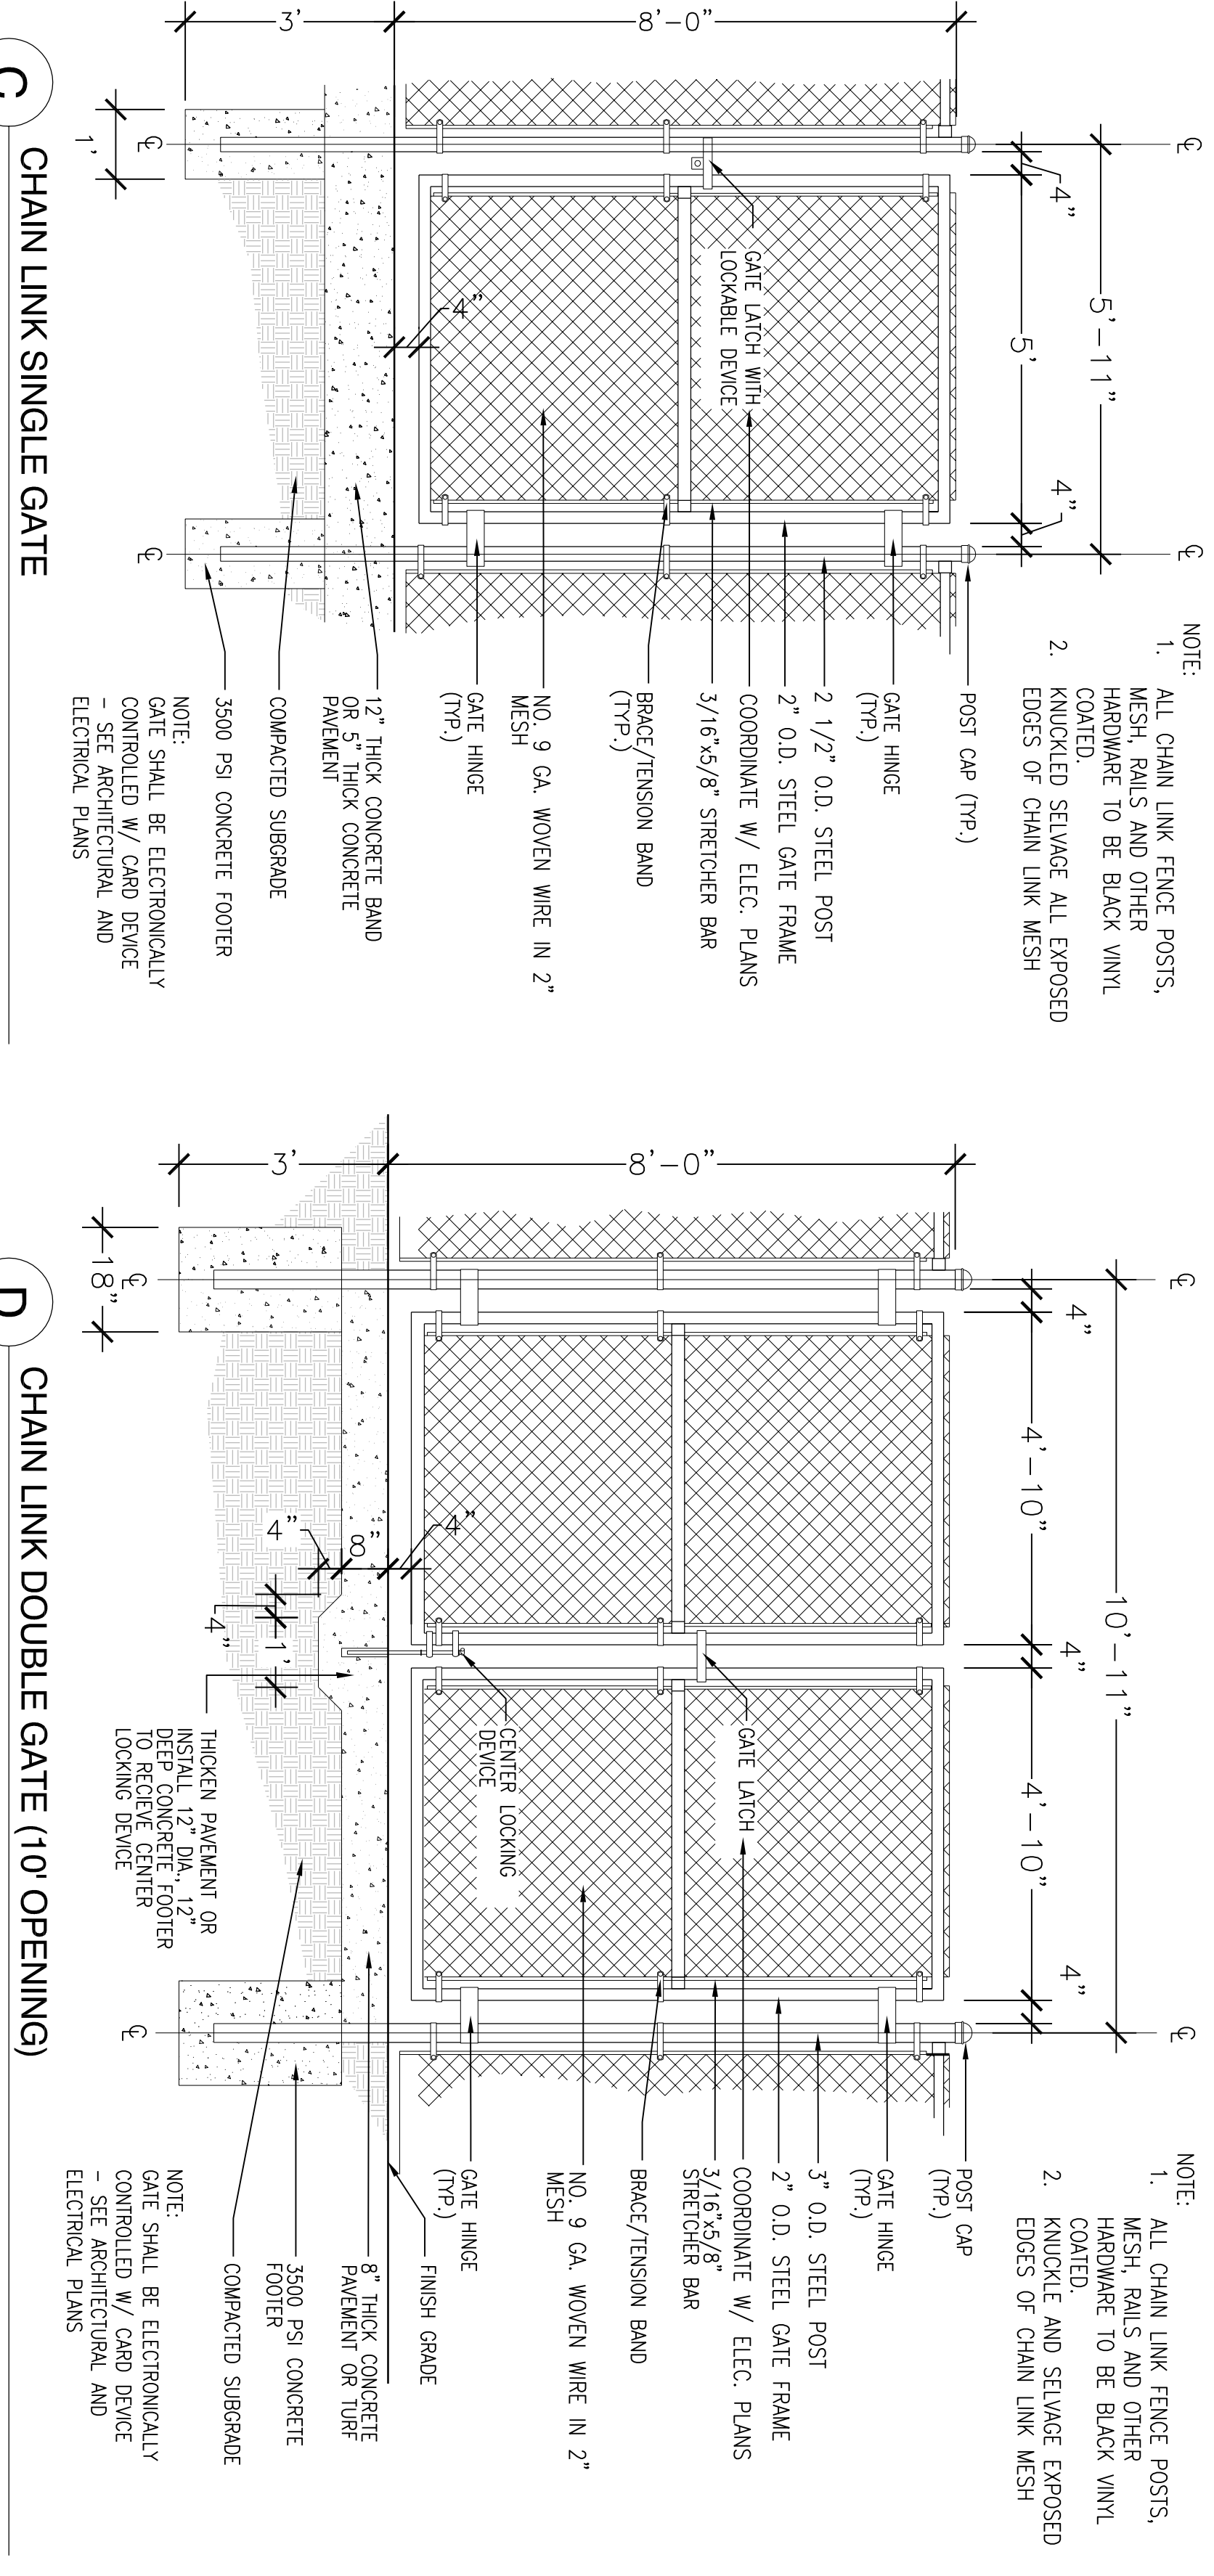 NOTE:
1. ALL CHAIN LINK FENCE POSTS,
MESH, RAILS AND OTHER
HARDWARE TO BE BLACK VINYL
COATED.
2. KNUCKLED SELVAGE ALL EXPOSED
EDGES OF CHAIN LINK MESH
℄
℄
5'-11"
4"
5'
4"
8'-0"
3'
GATE LATCH WITH
LOCKABLE DEVICE
4"
POST CAP (TYP.)
GATE HINGE
(TYP.)
2 1/2" O.D. STEEL POST
2" O.D. STEEL GATE FRAME
COORDINATE W/ ELEC. PLANS
3/16"x5/8" STRETCHER BAR
BRACE/TENSION BAND
(TYP.)
NO. 9 GA. WOVEN WIRE IN 2"
MESH
GATE HINGE
(TYP.)
12" THICK CONCRETE BAND
OR 5" THICK CONCRETE
PAVEMENT
COMPACTED SUBGRADE
3500 PSI CONCRETE FOOTER
℄
℄
1'
NOTE:
GATE SHALL BE ELECTRONICALLY
CONTROLLED W/ CARD DEVICE
- SEE ARCHITECTURAL AND
ELECTRICAL PLANS
C
CHAIN LINK SINGLE GATE
NOTE:
1. ALL CHAIN LINK FENCE POSTS,
MESH, RAILS AND OTHER
HARDWARE TO BE BLACK VINYL
COATED.
2. KNUCKLE AND SELVAGE EXPOSED
EDGES OF CHAIN LINK MESH
℄
℄
10'-11"
4"
4'-10"
4"
4'-10"
4"
8'-0"
3'
GATE LATCH
CENTER LOCKING
DEVICE
4"
8"
4"
4"
1'
THICKEN PAVEMENT OR
INSTALL 12" DIA., 12"
DEEP CONCRETE FOOTER
TO RECIEVE CENTER
LOCKING DEVICE
POST CAP
(TYP.)
GATE HINGE
(TYP.)
3" O.D. STEEL POST
2" O.D. STEEL GATE FRAME
COORDINATE W/ ELEC. PLANS
3/16"x5/8"
STRETCHER BAR
BRACE/TENSION BAND
NO. 9 GA. WOVEN WIRE IN 2"
MESH
GATE HINGE
(TYP.)
FINISH GRADE
8" THICK CONCRETE
PAVEMENT OR TURF
3500 PSI CONCRETE
FOOTER
COMPACTED SUBGRADE
℄
℄
18"
NOTE:
GATE SHALL BE ELECTRONICALLY
CONTROLLED W/ CARD DEVICE
- SEE ARCHITECTURAL AND
ELECTRICAL PLANS
D
CHAIN LINK DOUBLE GATE (10' OPENING)